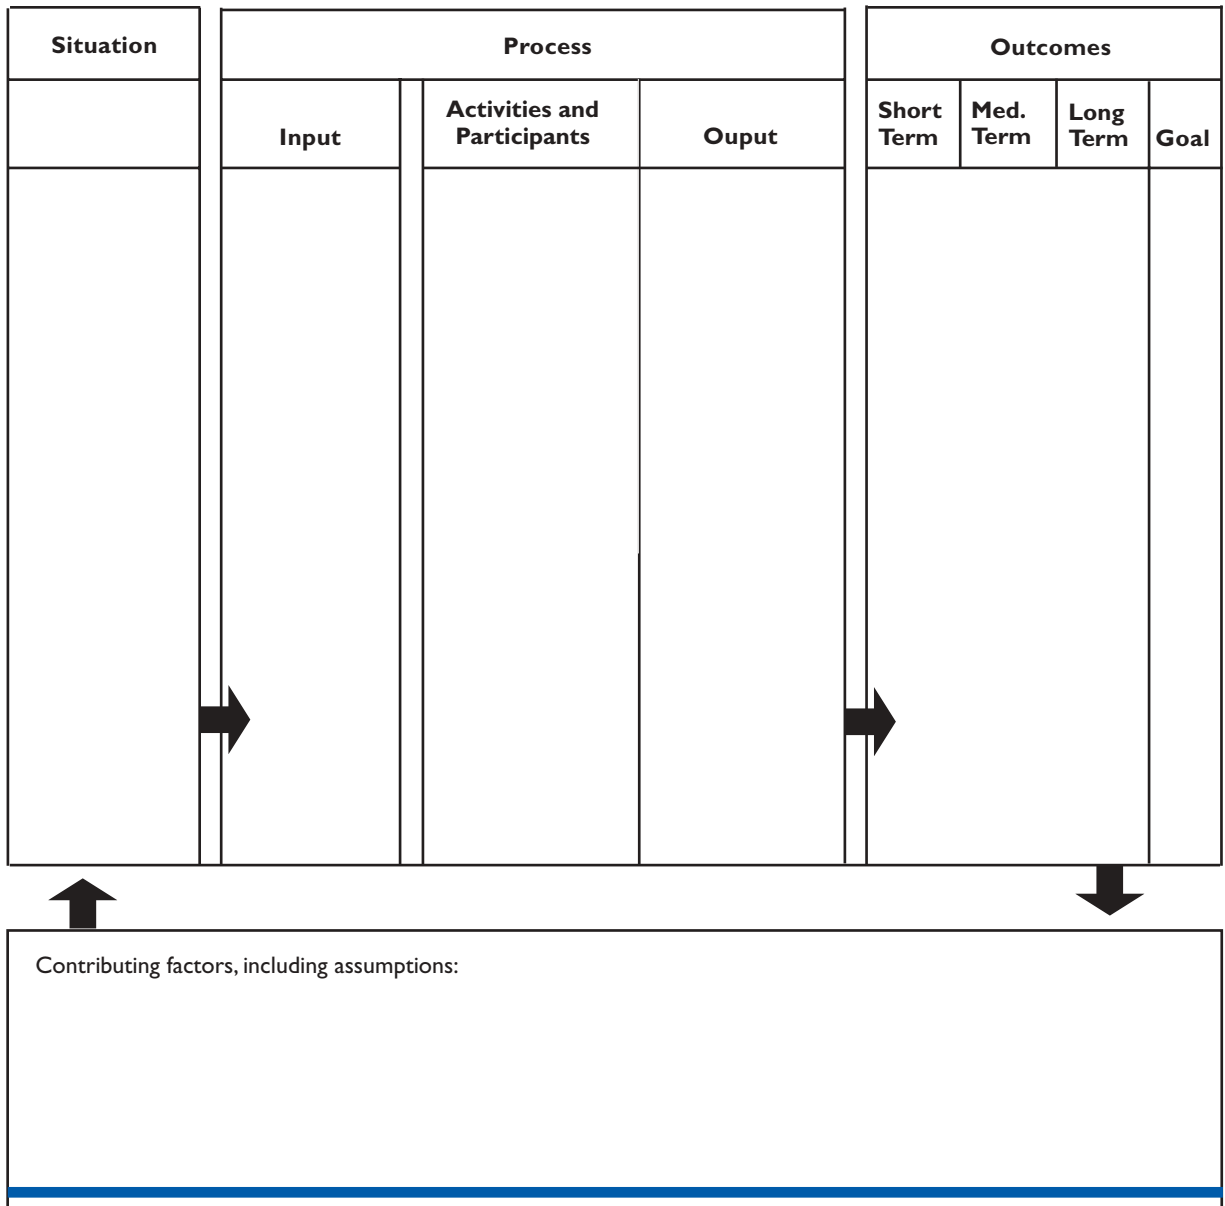 Situation
Process
Outcomes
Input
Activities and
Participants
Ouput
Short
Term
Med.
Term
Long
Term
Goal
Contributing factors, including assumptions: